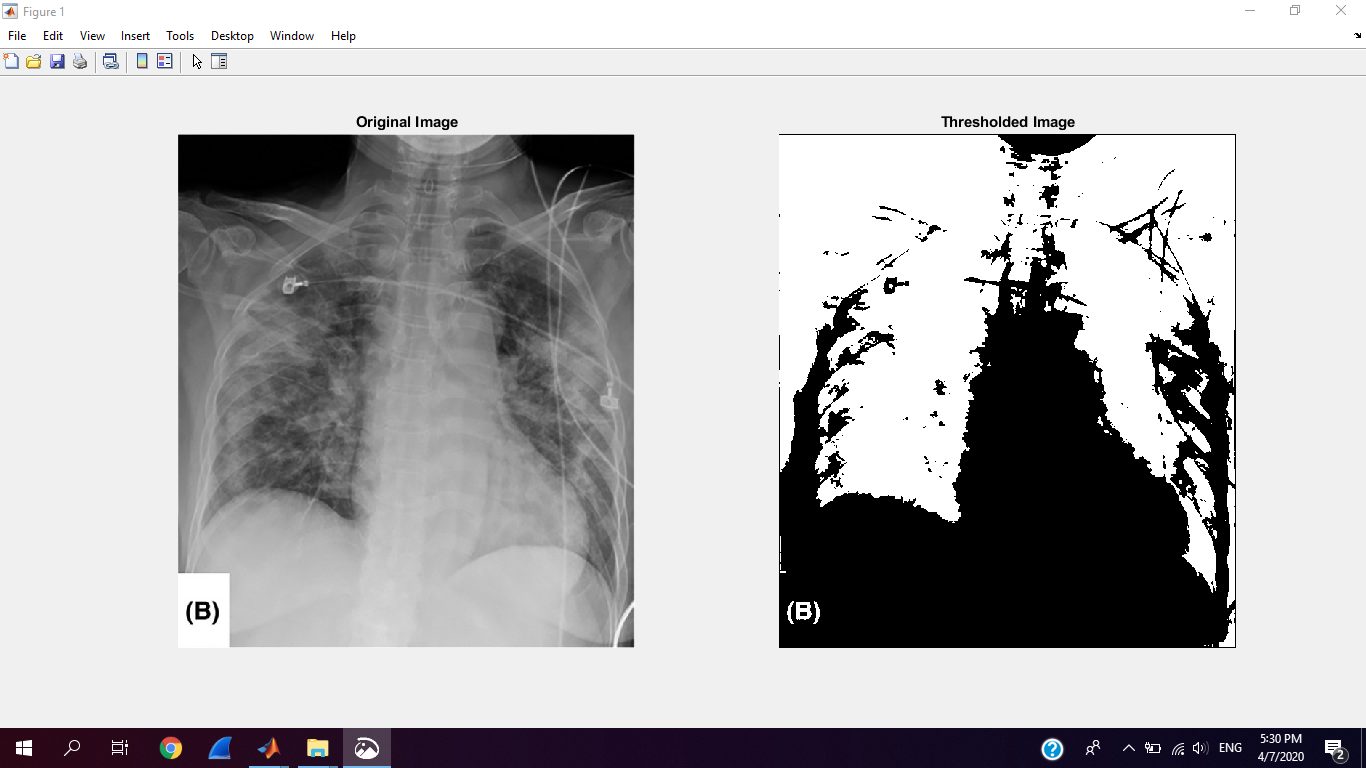 Figure 1
File Edit View Insert Tools Desktop Window Help
Original Image
Thresholded Image
(B)
(B)
ENG
5:30 PM
4/7/2020
2